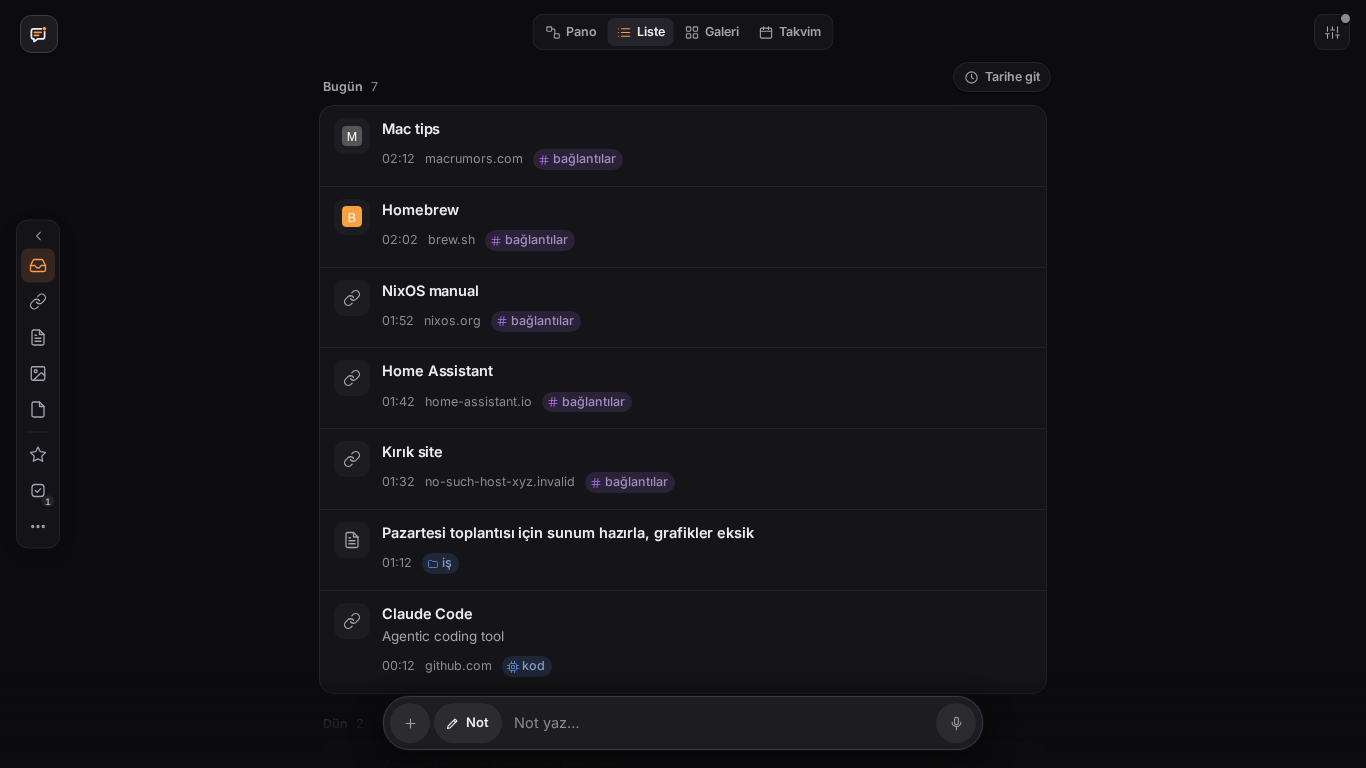 Pano
Liste
Galeri
Takvim
Tarihe git
Bugün 7
M
Mac tips
02:12 macrumors.com # bağlantılar
B
Homebrew
02:02 brew.sh # bağlantılar
NixOS manual
01:52 nixos.org # bağlantılar
Home Assistant
01:42 home-assistant.io # bağlantılar
Kırık site
01:32 no-such-host-xyz.invalid # bağlantılar
1
Pazartesi toplantısı için sunum hazırla, grafikler eksik
01:12 iş
Claude Code
Agentic coding tool
00:12 github.com kod
Dün 2
Not
Not yaz...